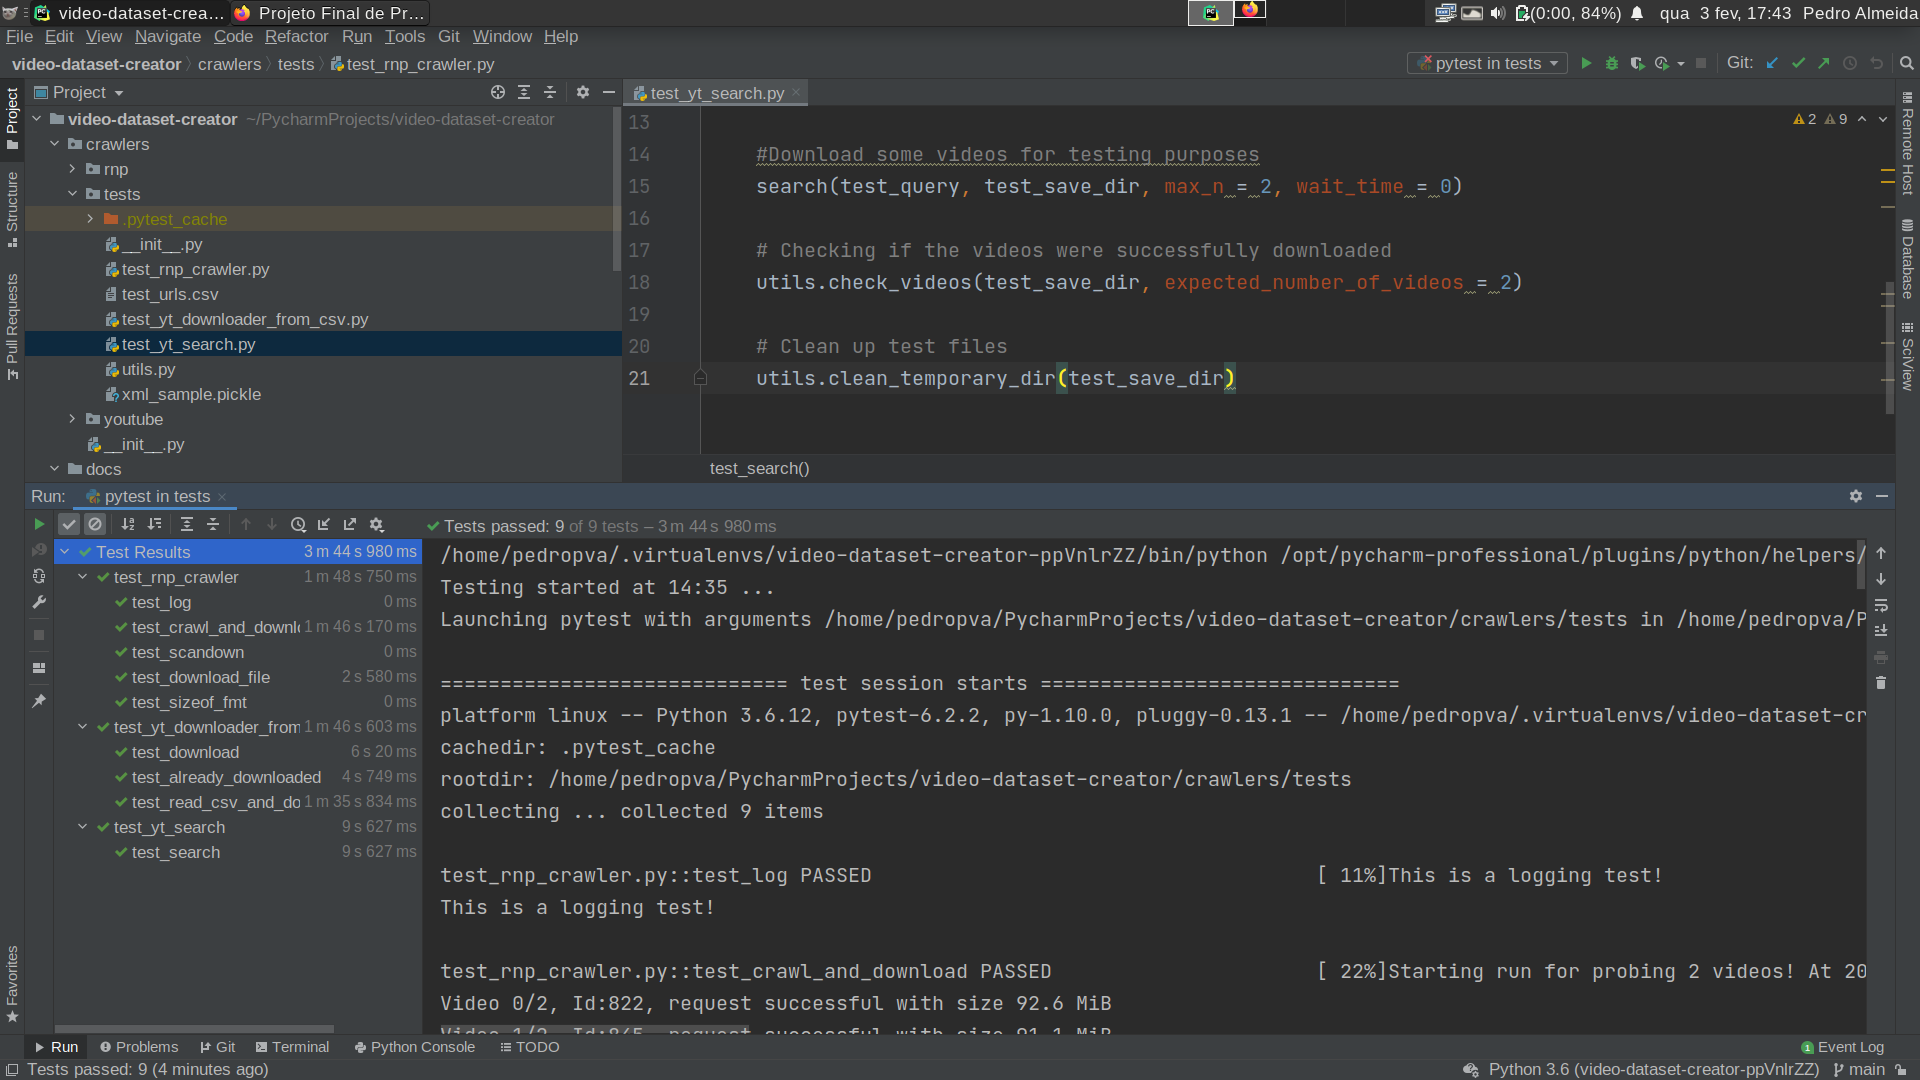 video-dataset-crea... Projeto Final de Pr... (0:00, 84%) qua 3 fev, 17:43 Pedro Almeida
File Edit View Navigate Code Refactor Run Tools Git Window Help
video-dataset-creator crawlers tests test_rnp_crawler.py pytest in tests Git:
Project test_yt_search.py
video-dataset-creator ~/PycharmProjects/video-dataset-creator
crawlers
rnp
tests
.pytest_cache
__init__.py
test_rnp_crawler.py
test_urls.csv
test_yt_downloader_from_csv.py
test_yt_search.py
utils.py
xml_sample.pickle
youtube
__init__.py
docs
Project
Structure
Pull Requests
Favorites
13 2 9
14 #Download some videos for testing purposes
15 search(test_query, test_save_dir, max_n = 2, wait_time = 0)
16
17 # Checking if the videos were successfully downloaded
18 utils.check_videos(test_save_dir, expected_number_of_videos = 2)
19
20 # Clean up test files
21 utils.clean_temporary_dir(test_save_dir)
test_search()
Remote Host
Database
SciView
Run: pytest in tests
Tests passed: 9 of 9 tests – 3 m 44 s 980 ms
Test Results 3 m 44 s 980 ms
test_rnp_crawler 1 m 48 s 750 ms
test_log 0 ms
test_crawl_and_downl 1 m 46 s 170 ms
test_scandown 0 ms
test_download_file 2 s 580 ms
test_sizeof_fmt 0 ms
test_yt_downloader_from 1 m 46 s 603 ms
test_download 6 s 20 ms
test_already_downloaded 4 s 749 ms
test_read_csv_and_do 1 m 35 s 834 ms
test_yt_search 9 s 627 ms
test_search 9 s 627 ms
/home/pedropva/.virtualenvs/video-dataset-creator-ppVnlrZZ/bin/python /opt/pycharm-professional/plugins/python/helpers/
Testing started at 14:35 ...
Launching pytest with arguments /home/pedropva/PycharmProjects/video-dataset-creator/crawlers/tests in /home/pedropva/P
============================= test session starts ==============================
platform linux -- Python 3.6.12, pytest-6.2.2, py-1.10.0, pluggy-0.13.1 -- /home/pedropva/.virtualenvs/video-dataset-cr
cachedir: .pytest_cache
rootdir: /home/pedropva/PycharmProjects/video-dataset-creator/crawlers/tests
collecting ... collected 9 items
test_rnp_crawler.py::test_log PASSED [ 11%]This is a logging test!
This is a logging test!
test_rnp_crawler.py::test_crawl_and_download PASSED [ 22%]Starting run for probing 2 videos! At 20
Video 0/2, Id:822, request successful with size 92.6 MiB
Video 1/2, Id:845, request successful with size 91.1 MiB
Run Problems Git Terminal Python Console TODO 1 Event Log
Tests passed: 9 (4 minutes ago) Python 3.6 (video-dataset-creator-ppVnlrZZ) main